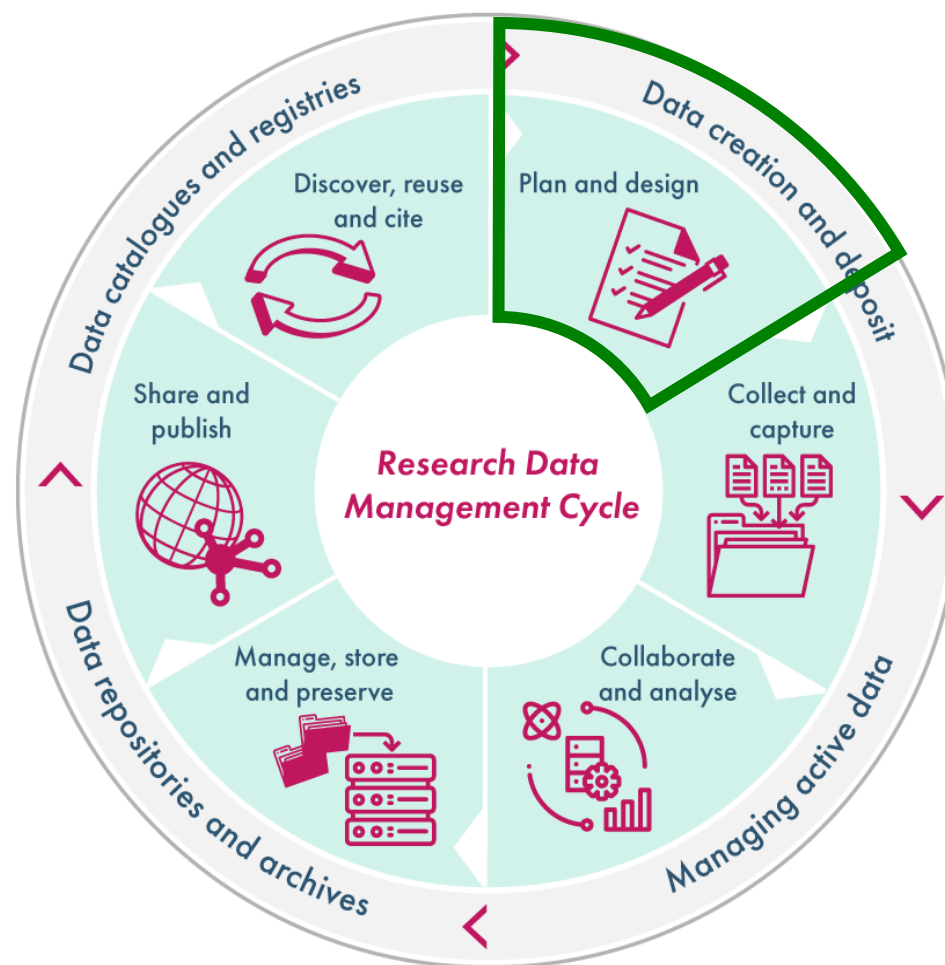 Data creation and deposit
Plan and design
Collect and
capture
Managing active data
Collaborate
and analyse
Data repositories and archives
Manage, store
and preserve
Share and
publish
Data catalogues and registries
Discover, reuse
and cite
Research Data
Management Cycle